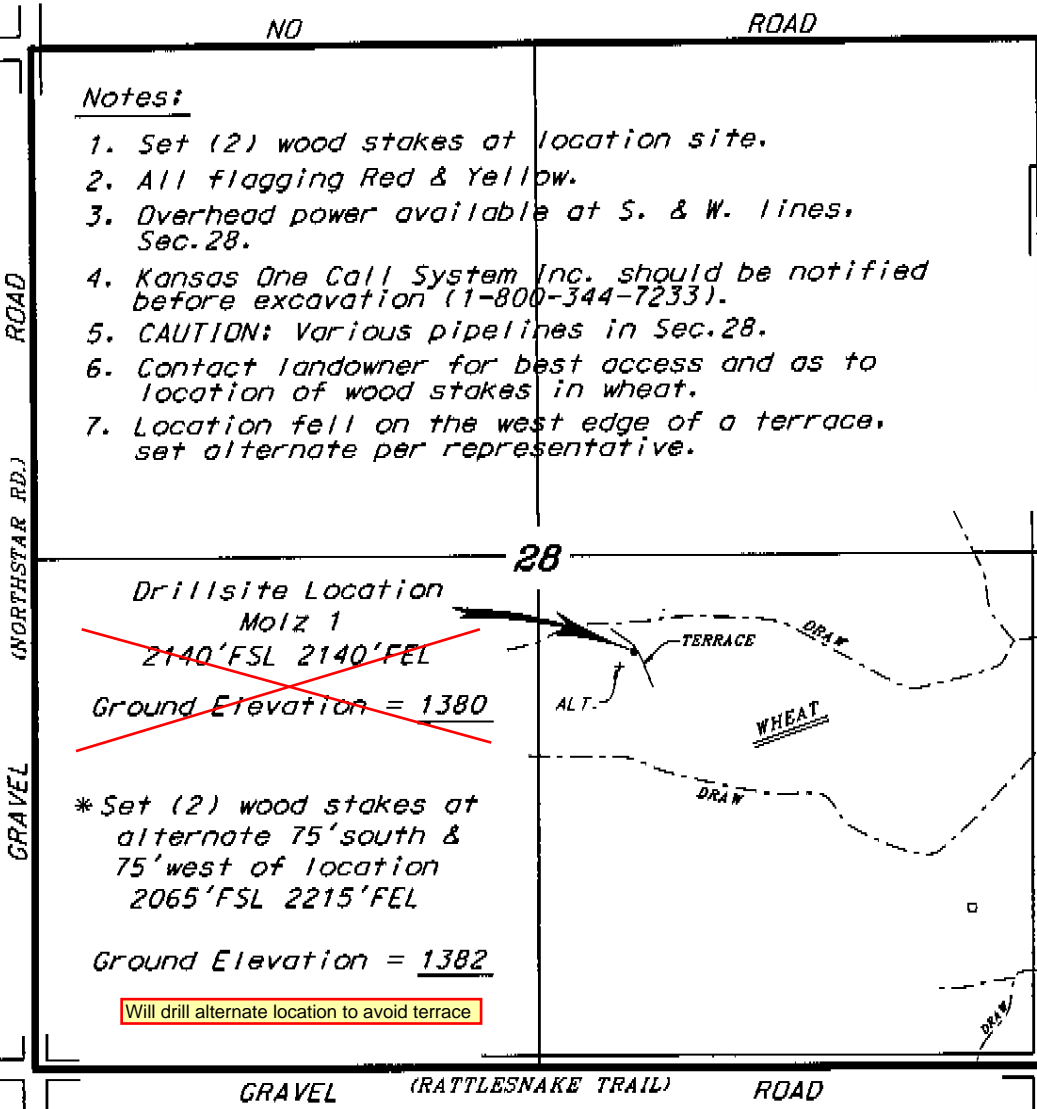 NO ROAD
Notes:
1. Set (2) wood stakes at location site.
2. All flagging Red & Yellow.
3. Overhead power available at S. & W. lines,
Sec.28.
4. Kansas One Call System Inc. should be notified
before excavation (1-800-344-7233).
5. CAUTION: Various pipelines in Sec.28.
6. Contact landowner for best access and as to
location of wood stakes in wheat.
7. Location fell on the west edge of a terrace,
set alternate per representative.
GRAVEL (NORTHSTAR RD.) ROAD
28
Drillsite Location
Molz 1
2140'FSL 2140'FEL
Ground Elevation = 1380
TERRACE
DRAW
ALT.
WHEAT
DRAW
*Set (2) wood stakes at
alternate 75'south &
75'west of location
2065'FSL 2215'FEL
Ground Elevation = 1382
Will drill alternate location to avoid terrace
DRAW
GRAVEL (RATTLESNAKE TRAIL) ROAD